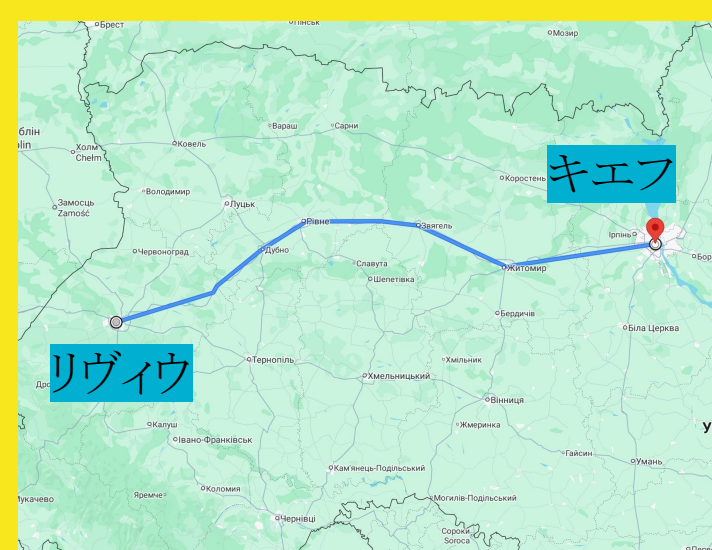 Брест
Пінськ
Мозир
Вараш
Сарни
Ковель
Холм
Chełm
Коростень
キエフ
Володимир
Замосць
Zamość
Луцьк
Рівне
Звягель
Ірпінь
Червоноград
Дубно
Славута
Житомир
Шепетівка
Бердичів
Біла Церква
リヴィウ
Тернопіль
Хмільник
Хмельницький
Вінниця
Калуш
Жмеринка
Івано-Франківськ
Гайсин
Умань
Кам'янець-Подільський
Яремче
Коломия
Могилів-Подільський
Чернівці
Сороки
Soroca